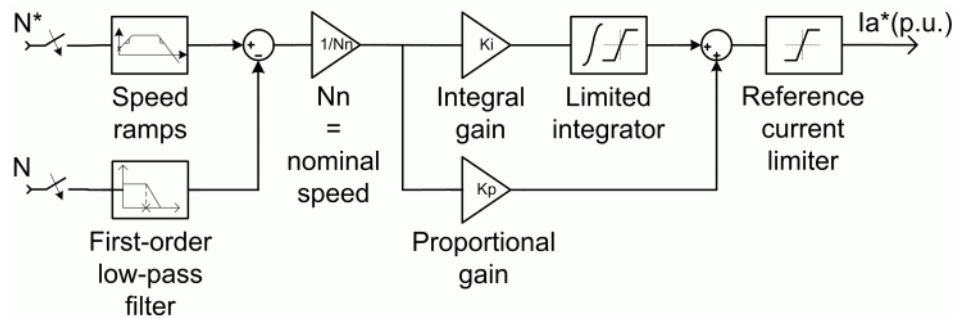 N*
Ia*(p.u.)
+
-
1/Nn
Ki
+
+
Speed
ramps
Nn
=
nominal
speed
Integral
gain
Limited
integrator
Reference
current
limiter
N
Kp
First-order
low-pass
filter
Proportional
gain